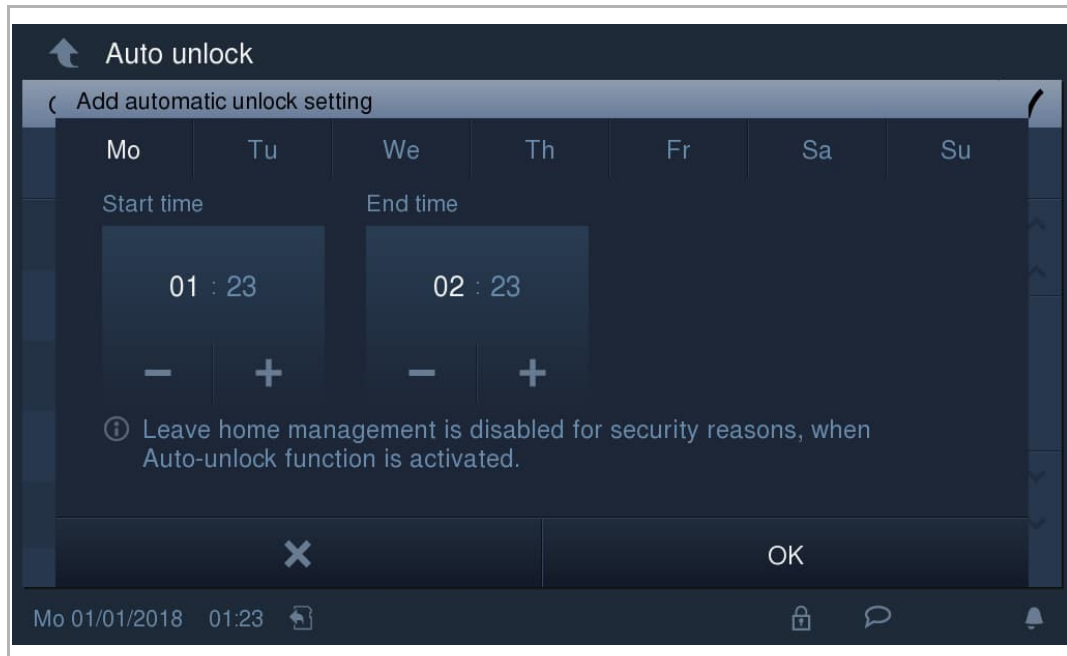 Auto unlock
Add automatic unlock setting
Mo Tu We Th Fr Sa Su
Start time End time
01 : 23 02 : 23
− + − +
Leave home management is disabled for security reasons, when
Auto-unlock function is activated.
OK
Mo 01/01/2018 01:23